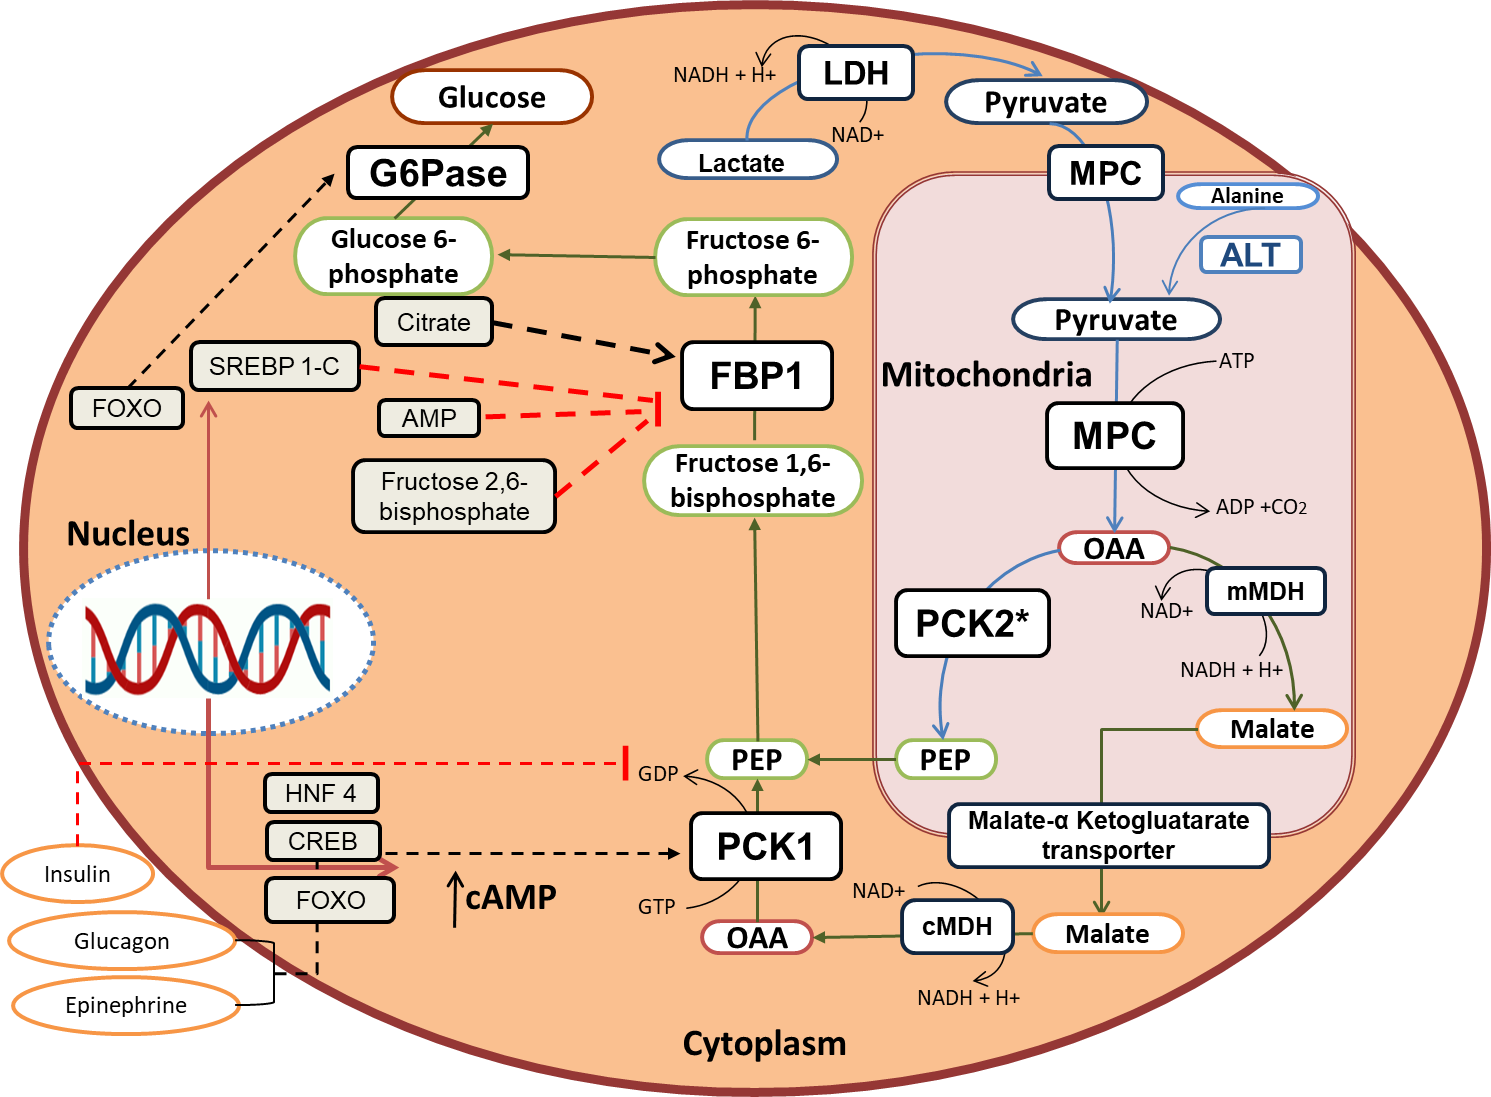 LDH
NADH + H+
NAD+
Lactate
Pyruvate
Glucose
G6Pase
MPC
Alanine
ALT
Glucose 6-
phosphate
Fructose 6-
phosphate
Citrate
Pyruvate
SREBP 1-C
FBP1
Mitochondria
ATP
FOXO
AMP
MPC
Fructose 1,6-
bisphosphate
Fructose 2,6-
bisphosphate
ADP +CO2
Nucleus
OAA
mMDH
NAD+
PCK2*
NADH + H+
Malate
PEP
PEP
GDP
HNF 4
CREB
PCK1
Malate-α Ketogluatarate
transporter
Insulin
FOXO
cAMP
GTP
NAD+
cMDH
Malate
OAA
Glucagon
NADH + H+
Epinephrine
Cytoplasm